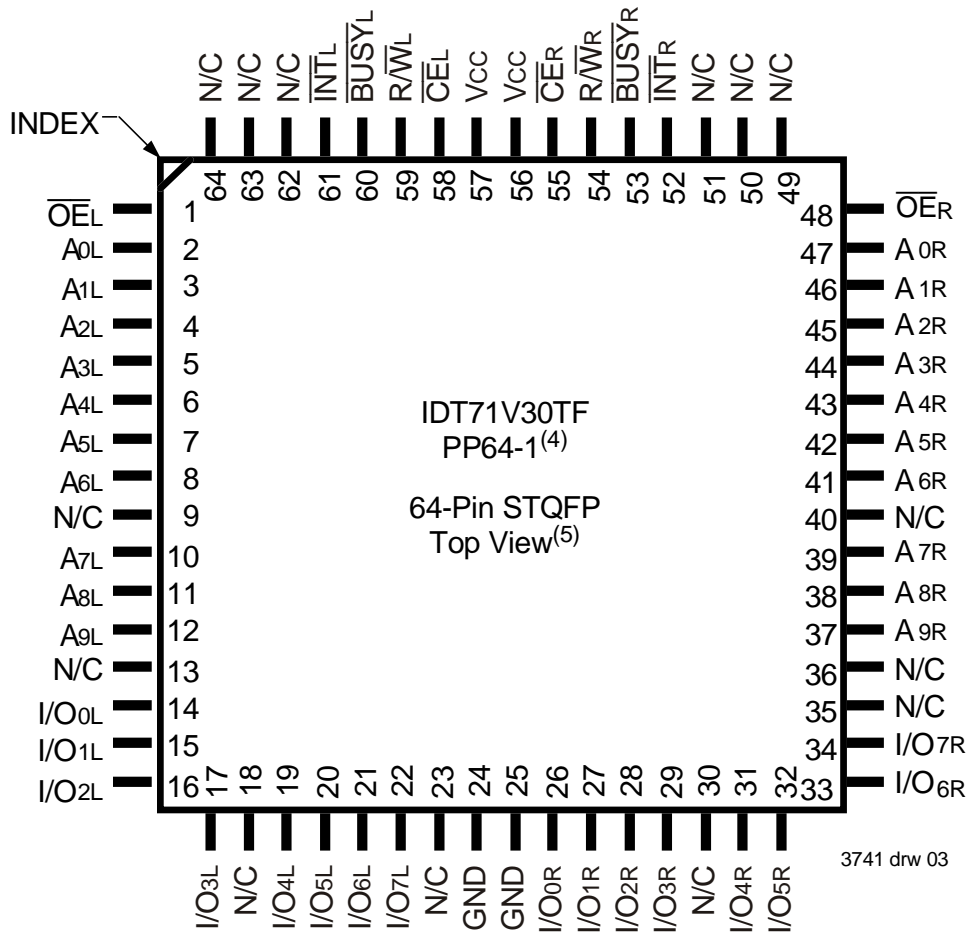 N/C
N/C
N/C
INTL
BUSYL
R/WL
CEL
VCC
VCC
CER
R/WR
BUSYR
INTR
N/C
N/C
N/C
INDEX
64
63
62
61
60
59
58
57
56
55
54
53
52
51
50
49
OEL 1
A0L 2
A1L 3
A2L 4
A3L 5
A4L 6
A5L 7
A6L 8
N/C 9
A7L 10
A8L 11
A9L 12
N/C 13
I/O0L 14
I/O1L 15
I/O2L 16
IDT71V30TF
PP64-1(4)
64-Pin STQFP
Top View(5)
48 OER
47 A0R
46 A1R
45 A2R
44 A3R
43 A4R
42 A5R
41 A6R
40 N/C
39 A7R
38 A8R
37 A9R
36 N/C
35 N/C
34 I/O7R
33 I/O6R
17
18
19
20
21
22
23
24
25
26
27
28
29
30
31
32
I/O3L
N/C
I/O4L
I/O5L
I/O6L
I/O7L
N/C
GND
GND
I/O0R
I/O1R
I/O2R
I/O3R
N/C
I/O4R
I/O5R
3741 drw 03